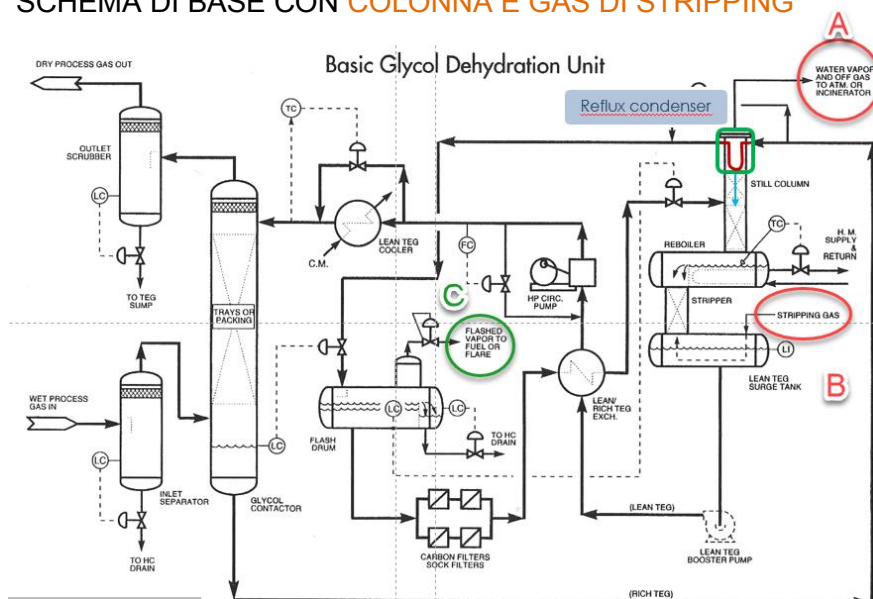 SCHEMA DI BASE CON COLONNA E GAS DI STRIPPING
Basic Glycol Dehydration Unit
A
WATER VAPOR
AND OFF GAS
TO ATM. OR
INCINERATOR
Reflux condenser
DRY PROCESS GAS OUT
OUTLET
SCRUBBER
LC
TO TEG
SUMP
TC
LEAN TEG
COOLER
C.M.
FC
HP CIRC.
PUMP
STILL COLUMN
TC
REBOILER
H. M.
SUPPLY
&
RETURN
STRIPPER
STRIPPING GAS
LI
LEAN TEG
SURGE TANK
B
C
FLASHED
VAPOR TO
FUEL OR
FLARE
TRAYS OR
PACKING
LEAN/
RICH TEG
EXCH.
WET PROCESS
GAS IN
LC
INLET
SEPARATOR
TO HC
DRAIN
LC
GLYCOL
CONTACTOR
FLASH
DRUM
LC
LC
TO HC
DRAIN
CARBON FILTERS
SOCK FILTERS
(LEAN TEG)
LEAN TEG
BOOSTER PUMP
(RICH TEG)